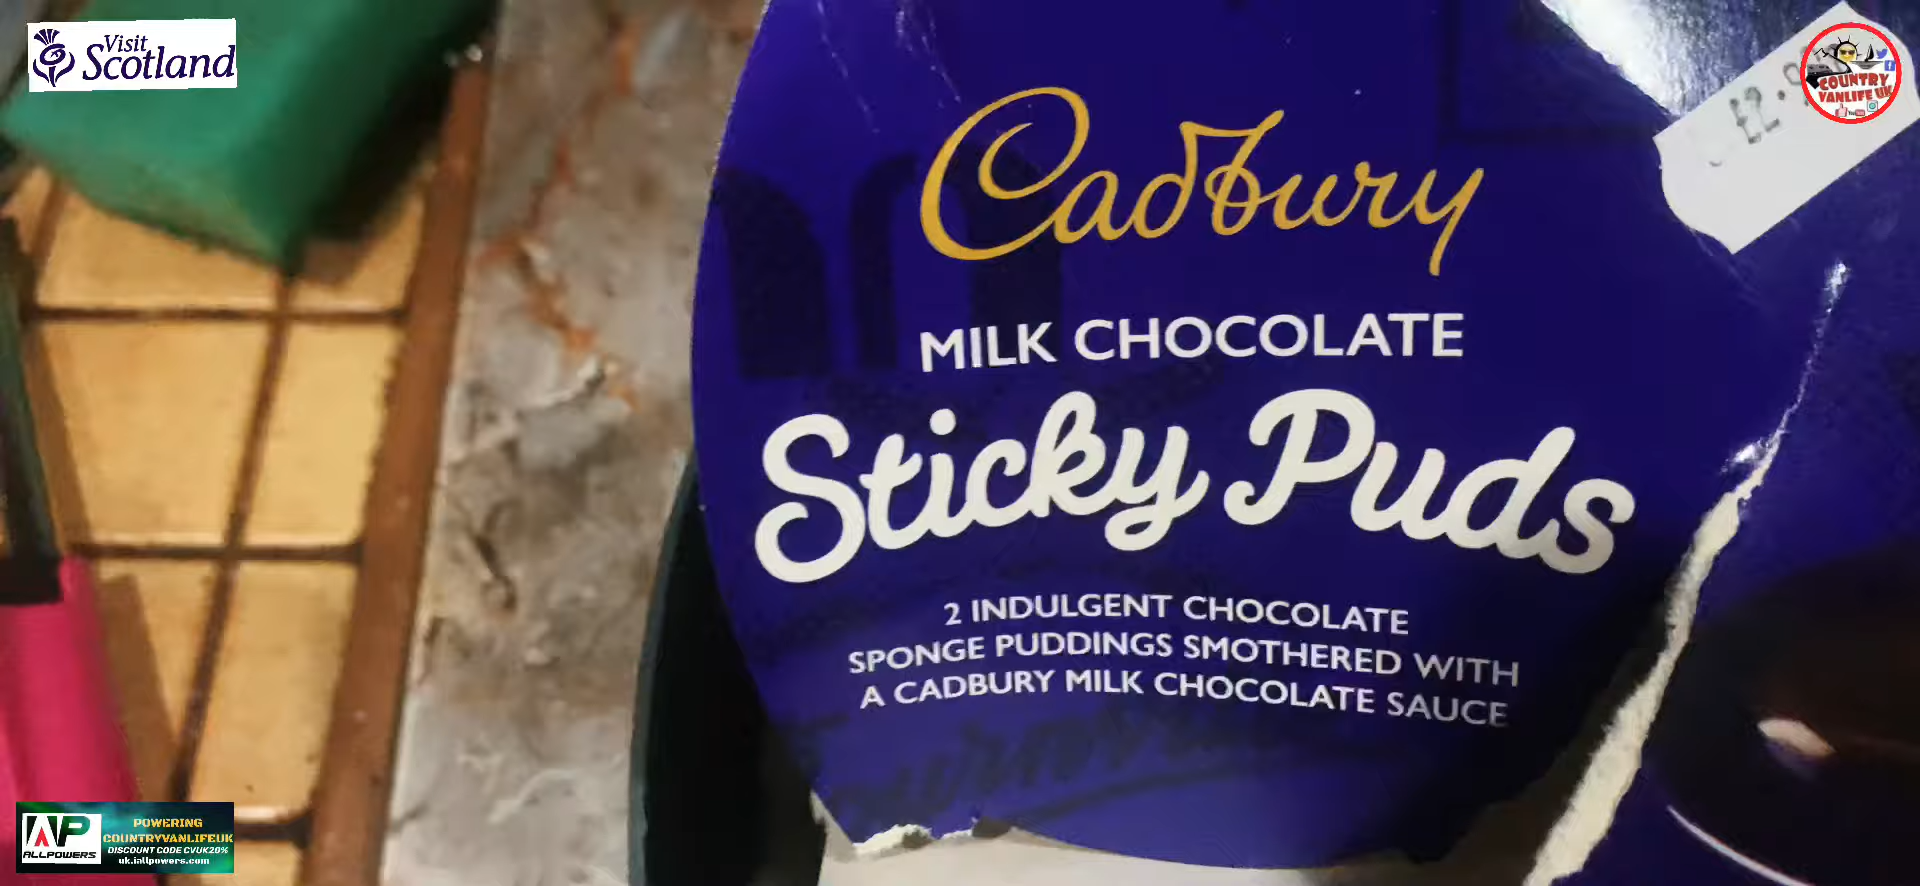 Visit
Scotland
COUNTRY
VANLIFE UK
Cadbury
MILK CHOCOLATE
Sticky Puds
2 INDULGENT CHOCOLATE
SPONGE PUDDINGS SMOTHERED WITH
A CADBURY MILK CHOCOLATE SAUCE
AP
ALLPOWERS
POWERING
COUNTRYVANLIFEUK
DISCOUNT CODE CVUK20%
uk.iallpowers.com